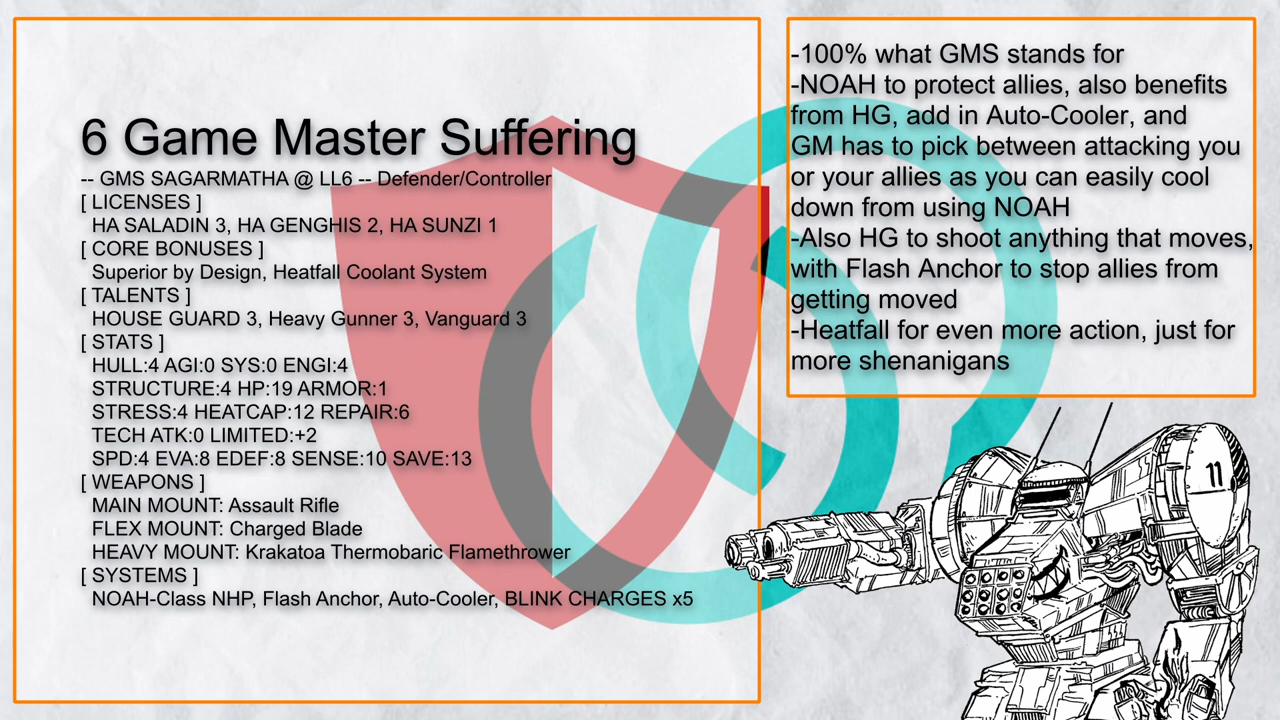 6 Game Master Suffering
-- GMS SAGARMATHA @ LL6 -- Defender/Controller
[ LICENSES ]
HA SALADIN 3, HA GENGHIS 2, HA SUNZI 1
[ CORE BONUSES ]
Superior by Design, Heatfall Coolant System
[ TALENTS ]
HOUSE GUARD 3, Heavy Gunner 3, Vanguard 3
[ STATS ]
HULL:4 AGI:0 SYS:0 ENGI:4
STRUCTURE:4 HP:19 ARMOR:1
STRESS:4 HEATCAP:12 REPAIR:6
TECH ATK:0 LIMITED:+2
SPD:4 EVA:8 EDEF:8 SENSE:10 SAVE:13
[ WEAPONS ]
MAIN MOUNT: Assault Rifle
FLEX MOUNT: Charged Blade
HEAVY MOUNT: Krakatoa Thermobaric Flamethrower
[ SYSTEMS ]
NOAH-Class NHP, Flash Anchor, Auto-Cooler, BLINK CHARGES x5
-100% what GMS stands for
-NOAH to protect allies, also benefits
from HG, add in Auto-Cooler, and
GM has to pick between attacking you
or your allies as you can easily cool
down from using NOAH
-Also HG to shoot anything that moves,
with Flash Anchor to stop allies from
getting moved
-Heatfall for even more action, just for
more shenanigans
11